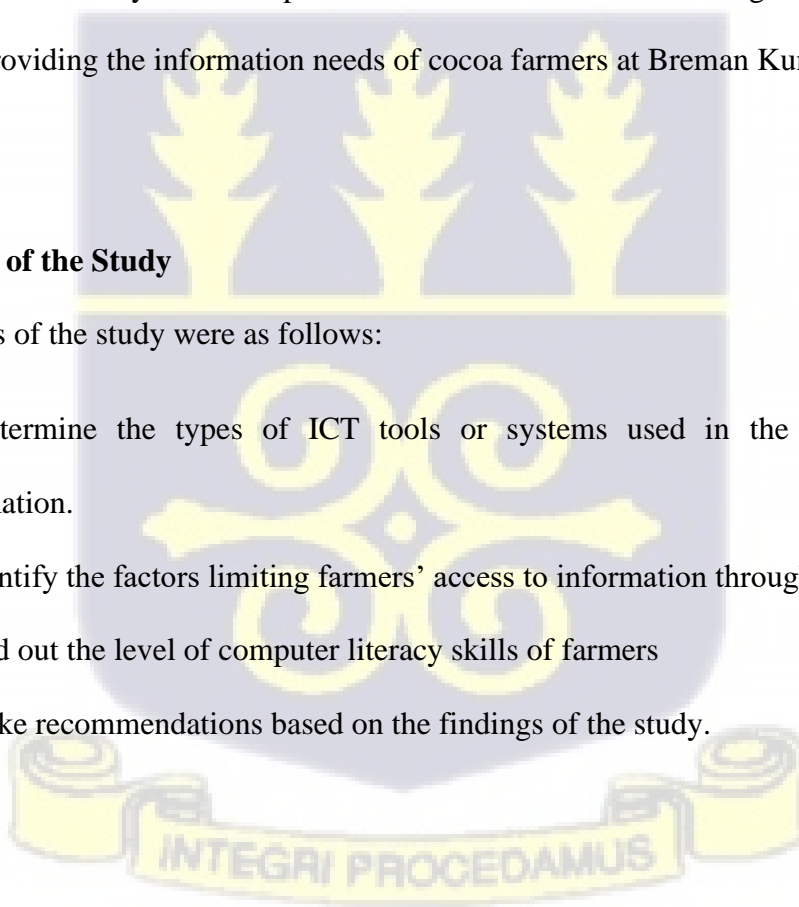 roviding the information needs of cocoa farmers at Breman Kur
of the Study
s of the study were as follows:
termine the types of ICT tools or systems used in the
ation.
ntify the factors limiting farmers' access to information throug
d out the level of computer literacy skills of farmers
ke recommendations based on the findings of the study.
INTEGRI PROCEDAMUS